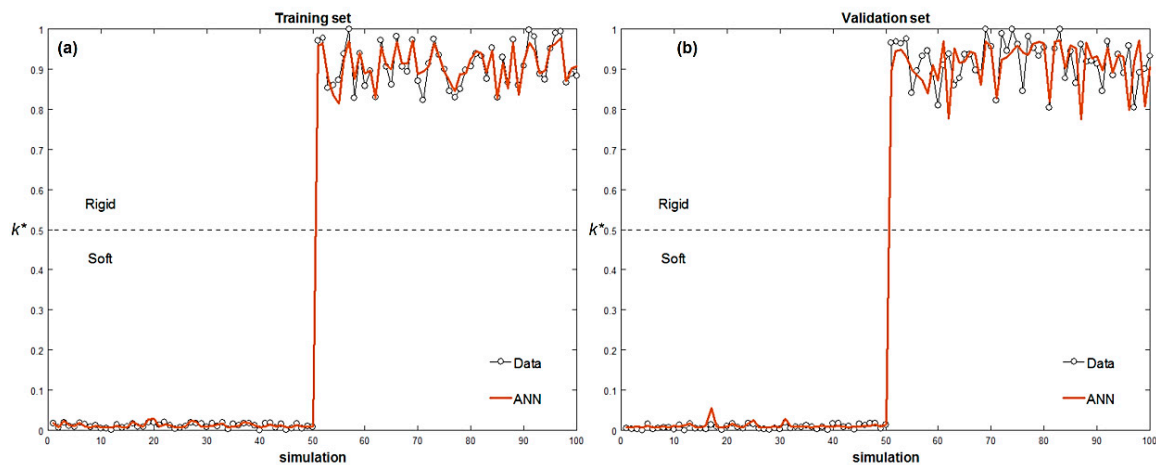 Training set
(a)
1
0.9
0.8
0.7
0.6
Rigid
k*
0.5
Soft
0.4
0.3
0.2
Data
0.1
ANN
0
0 10 20 30 40 50 60 70 80 90 100
simulation
Validation set
(b)
1
0.9
0.8
0.7
0.6
Rigid
k*
0.5
Soft
0.4
0.3
0.2
Data
0.1
ANN
0
0 10 20 30 40 50 60 70 80 90 100
simulation